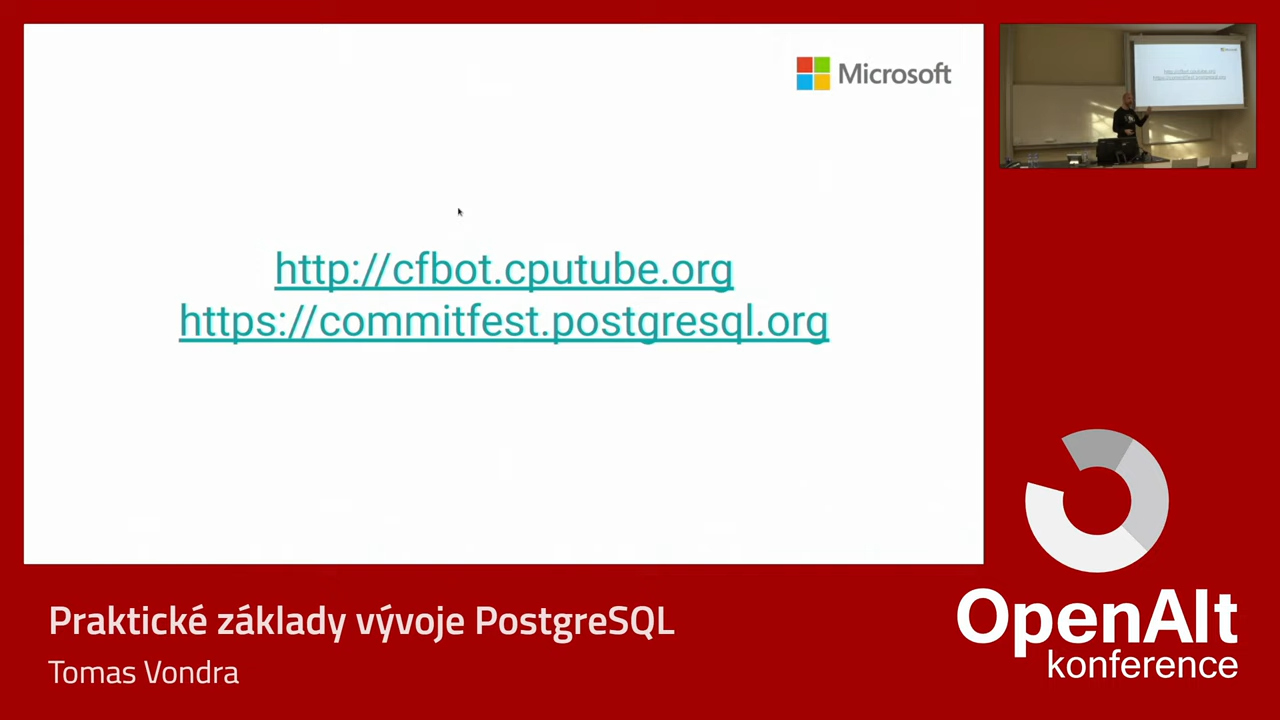 Microsoft
http://cfbot.cputube.org
https://commitfest.postgresql.org
Praktické základy vývoje PostgreSQL
Tomas Vondra
OpenAlt
konference